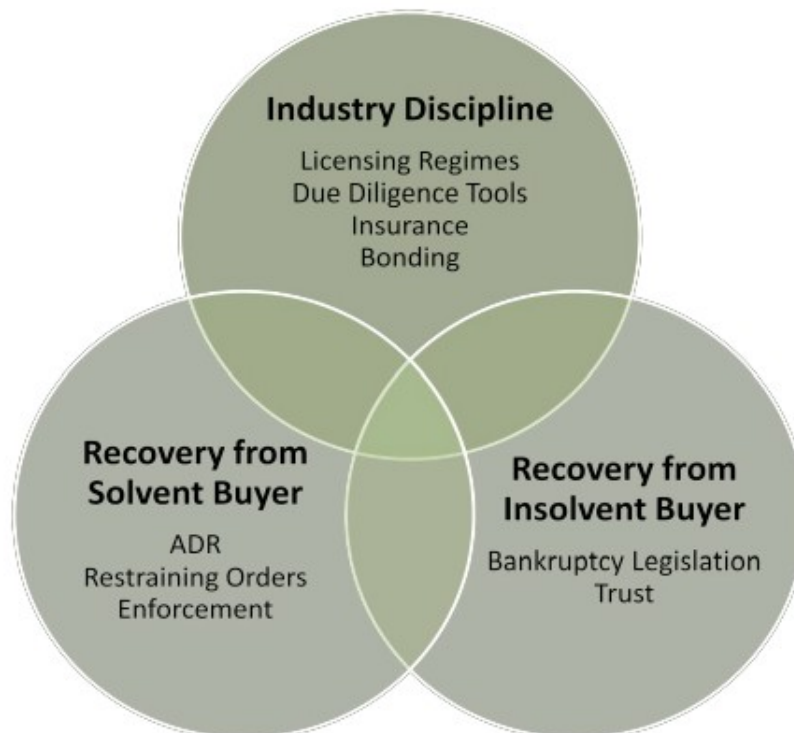 Industry Discipline
Licensing Regimes
Due Diligence Tools
Insurance
Bonding
Recovery from
Solvent Buyer
ADR
Restraining Orders
Enforcement
Recovery from
Insolvent Buyer
Bankruptcy Legislation
Trust